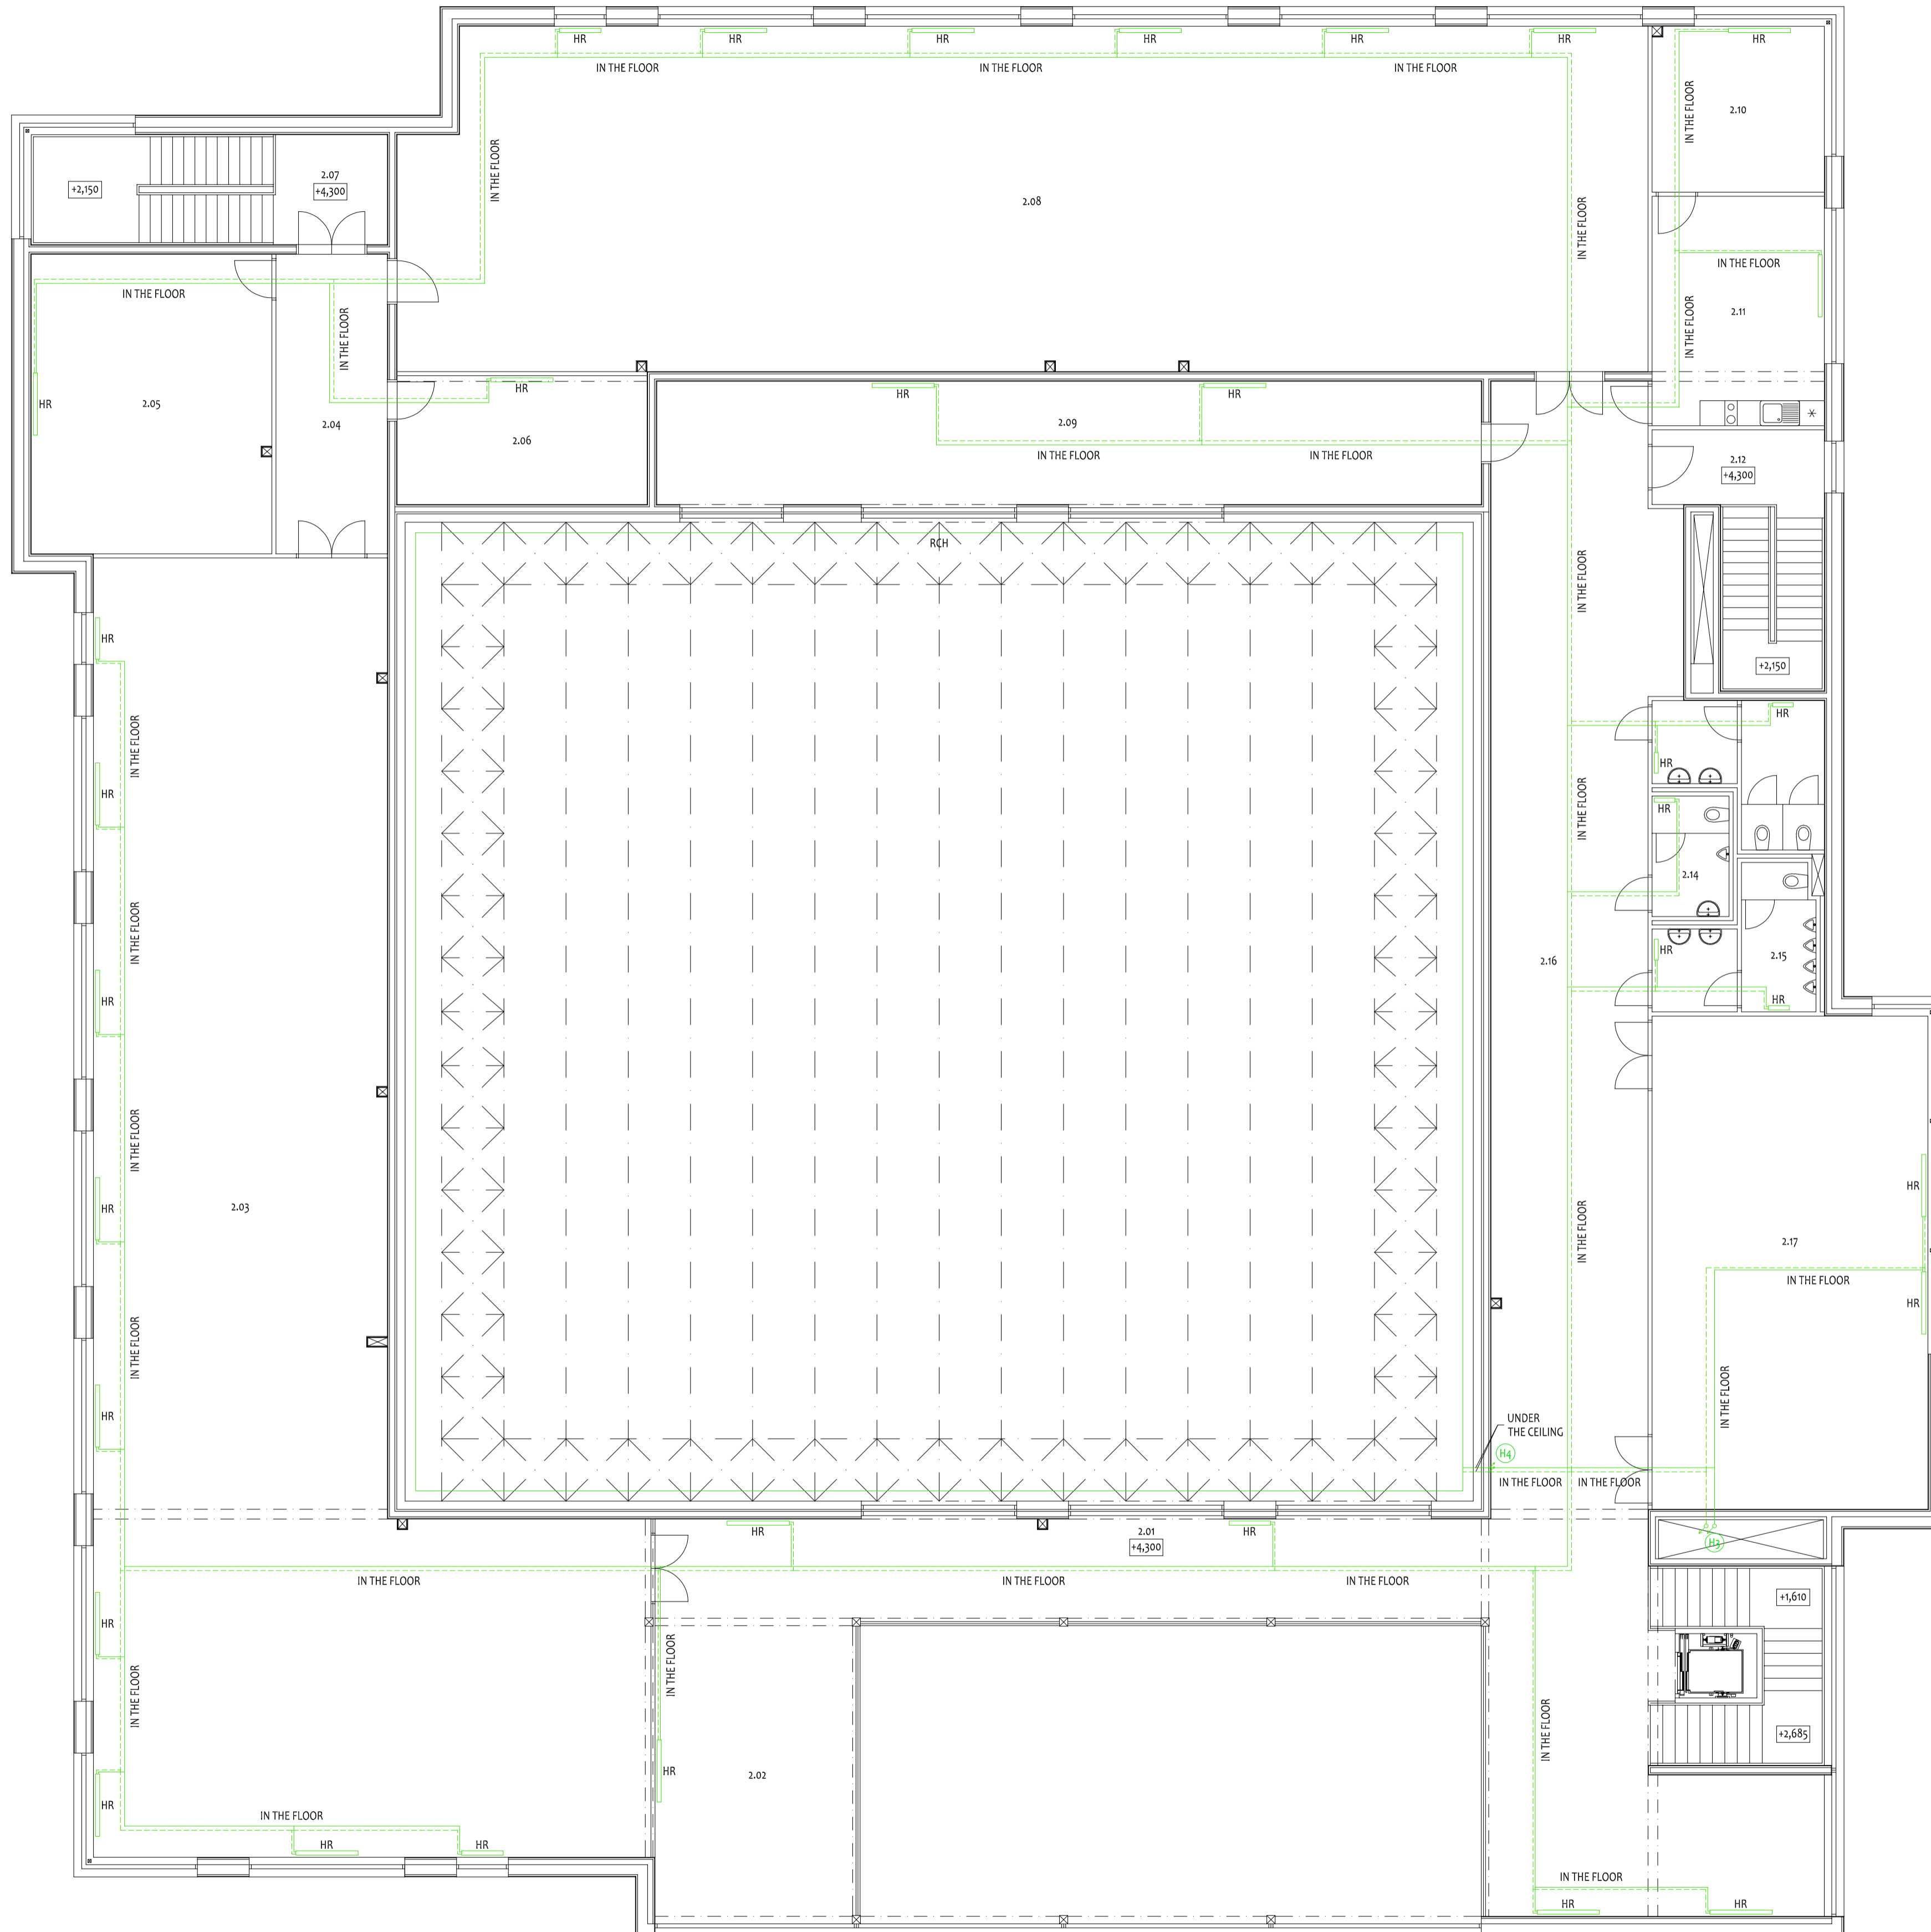 HR
HR
HR
HR
HR
HR
HR
IN THE FLOOR
IN THE FLOOR
IN THE FLOOR
2.10
IN THE FLOOR
IN THE FLOOR
2.07
+2,150
+4,300
2.08
IN THE FLOOR
IN THE FLOOR
IN THE FLOOR
2.11
IN THE FLOOR
IN THE FLOOR
HR
HR
HR
HR
2.05
2.04
2.06
2.09
IN THE FLOOR
IN THE FLOOR
2.12
+4,300
RCH
IN THE FLOOR
HR
+2,150
HR
IN THE FLOOR
HR
HR
HR
IN THE FLOOR
2.14
IN THE FLOOR
HR
2.16
2.15
HR
HR
IN THE FLOOR
HR
2.03
HR
IN THE FLOOR
2.17
IN THE FLOOR
HR
IN THE FLOOR
IN THE FLOOR
HR
UNDER
THE CEILING
H4
IN THE FLOOR
IN THE FLOOR
HR
HR
2.01
+4,300
H3
IN THE FLOOR
IN THE FLOOR
IN THE FLOOR
+1,610
HR
IN THE FLOOR
IN THE FLOOR
IN THE FLOOR
+2,685
HR
2.02
HR
IN THE FLOOR
HR
HR
IN THE FLOOR
HR
HR